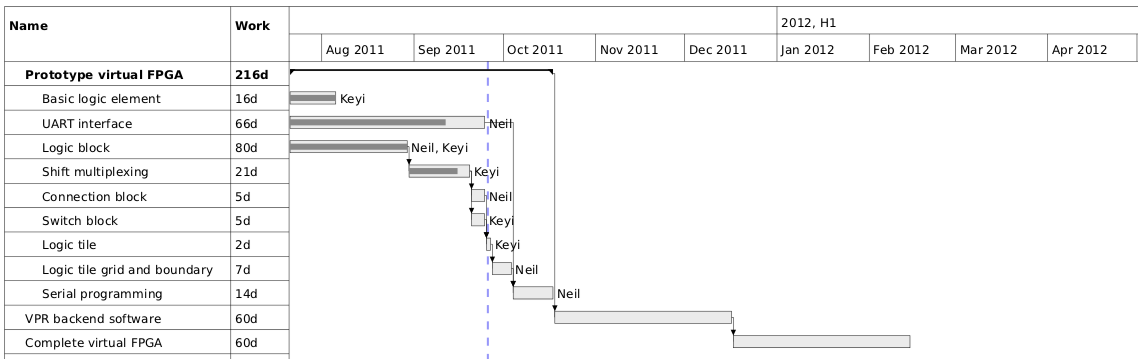 Name Work 2012, H1
Aug 2011 Sep 2011 Oct 2011 Nov 2011 Dec 2011 Jan 2012 Feb 2012 Mar 2012 Apr 2012
Prototype virtual FPGA 216d
Basic logic element 16d Keyi
UART interface 66d Neil
Logic block 80d Neil, Keyi
Shift multiplexing 21d Keyi
Connection block 5d Neil
Switch block 5d Keyi
Logic tile 2d Keyi
Logic tile grid and boundary 7d Neil
Serial programming 14d Neil
VPR backend software 60d
Complete virtual FPGA 60d